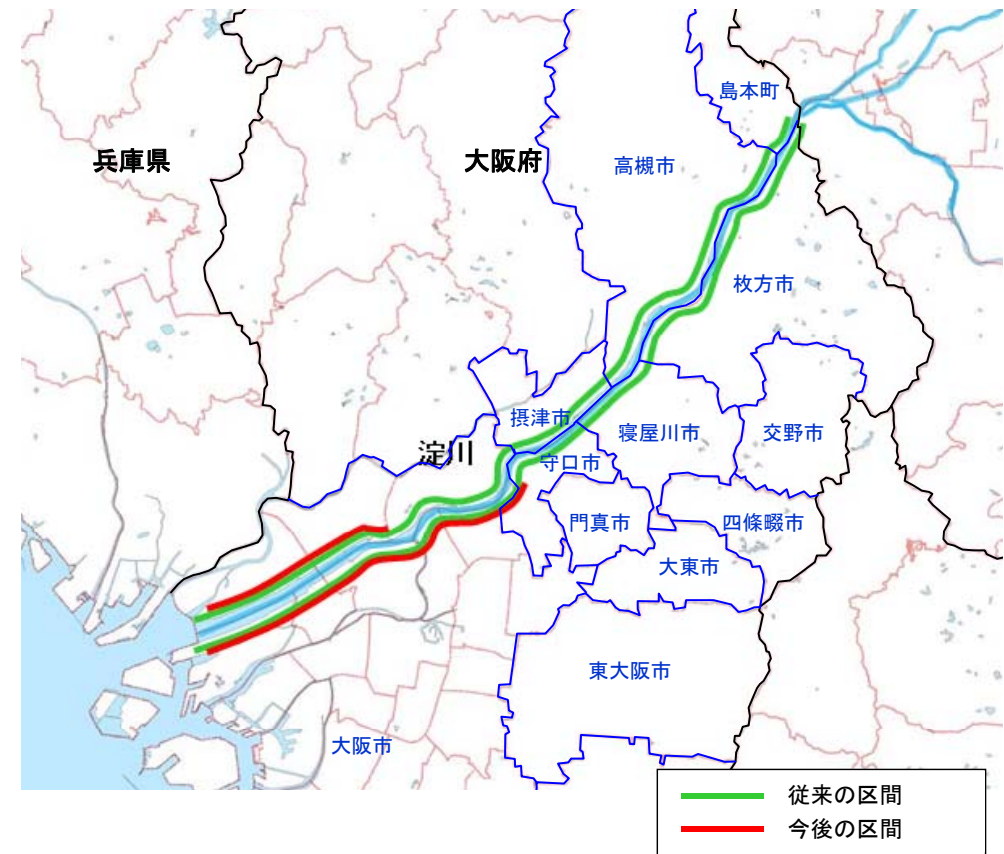 島本町
兵庫県
大阪府
高槻市
枚方市
摂津市
淀川
寝屋川市
交野市
守口市
門真市
四條畷市
大東市
東大阪市
大阪市
従来の区間
今後の区間